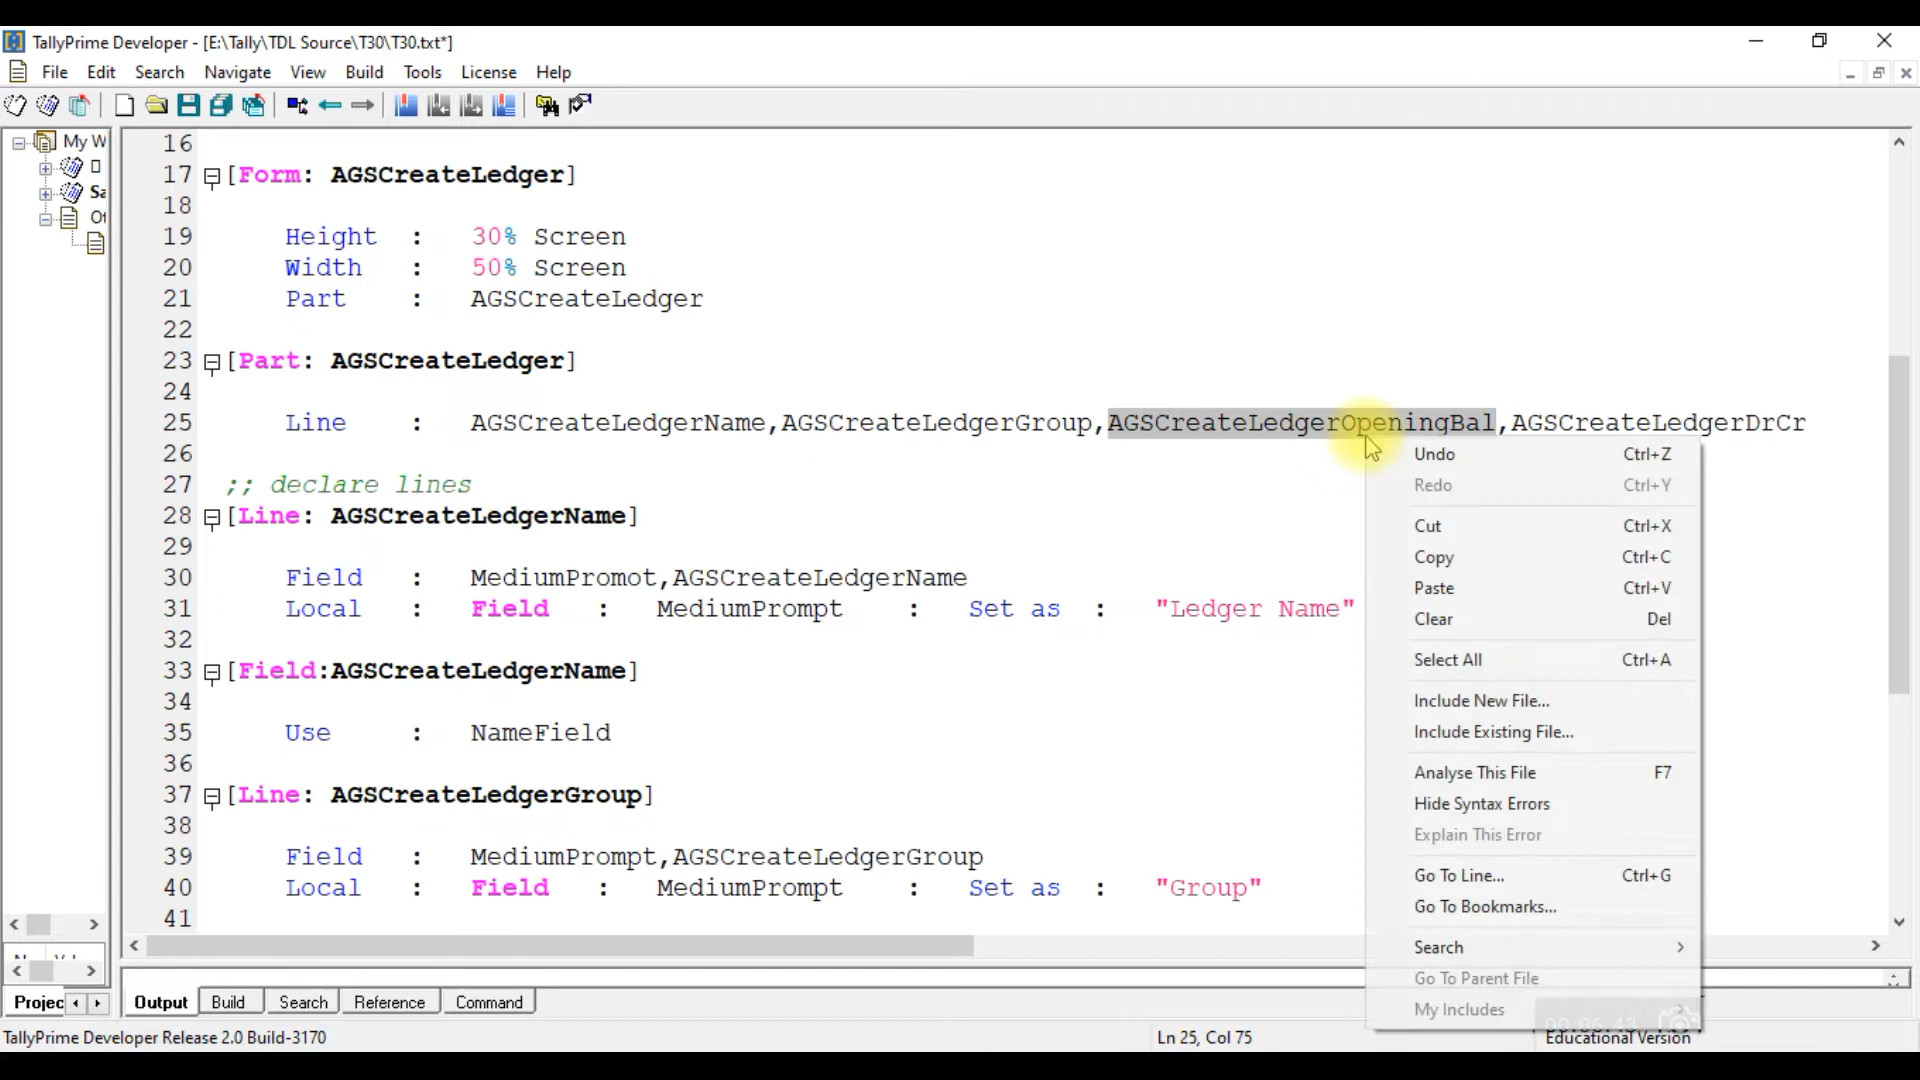 TallyPrime Developer - [E:\Tally\TDL Source\T30\T30.txt*]
File Edit Search Navigate View Build Tools License Help
My W
Sa
Ot
16
17 [Form: AGSCreateLedger]
18
19 Height : 30% Screen
20 Width : 50% Screen
21 Part : AGSCreateLedger
22
23 [Part: AGSCreateLedger]
24
25 Line : AGSCreateLedgerName,AGSCreateLedgerGroup,AGSCreateLedgerOpeningBal,AGSCreateLedgerDrCr
26
27 ;; declare lines
28 [Line: AGSCreateLedgerName]
29
30 Field : MediumPromot,AGSCreateLedgerName
31 Local : Field : MediumPrompt : Set as : "Ledger Name"
32
33 [Field:AGSCreateLedgerName]
34
35 Use : NameField
36
37 [Line: AGSCreateLedgerGroup]
38
39 Field : MediumPrompt,AGSCreateLedgerGroup
40 Local : Field : MediumPrompt : Set as : "Group"
41
Undo Ctrl+Z
Redo Ctrl+Y
Cut Ctrl+X
Copy Ctrl+C
Paste Ctrl+V
Clear Del
Select All Ctrl+A
Include New File...
Include Existing File...
Analyse This File F7
Hide Syntax Errors
Explain This Error
Go To Line... Ctrl+G
Go To Bookmarks...
Search
Go To Parent File
My Includes
Projec
Output Build Search Reference Command
TallyPrime Developer Release 2.0 Build-3170
Ln 25, Col 75
Educational Version